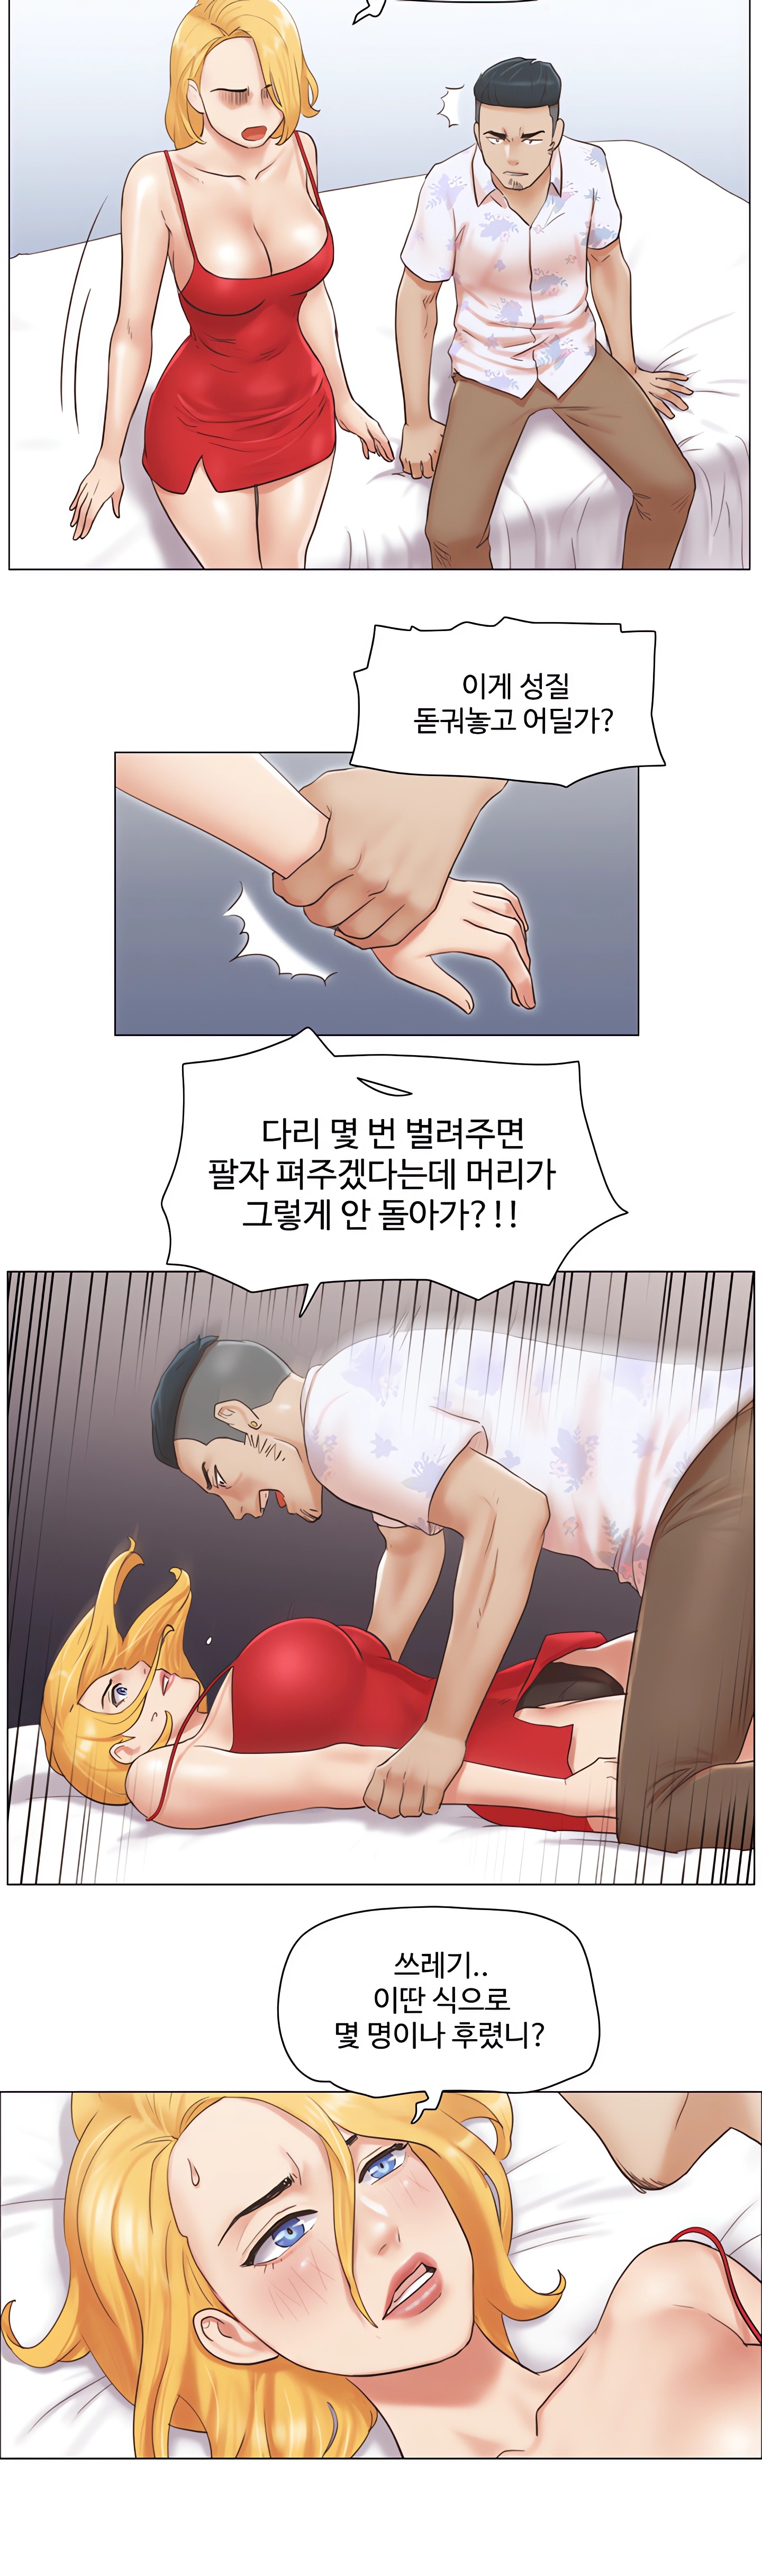 이게 성질
돋궈놓고 어딜가?
다리 몇 번 벌려주면
팔자 펴주겠다는데 머리가
그렇게 안 돌아가?!!
쓰레기..
이딴 식으로
몇 명이나 후렸니?